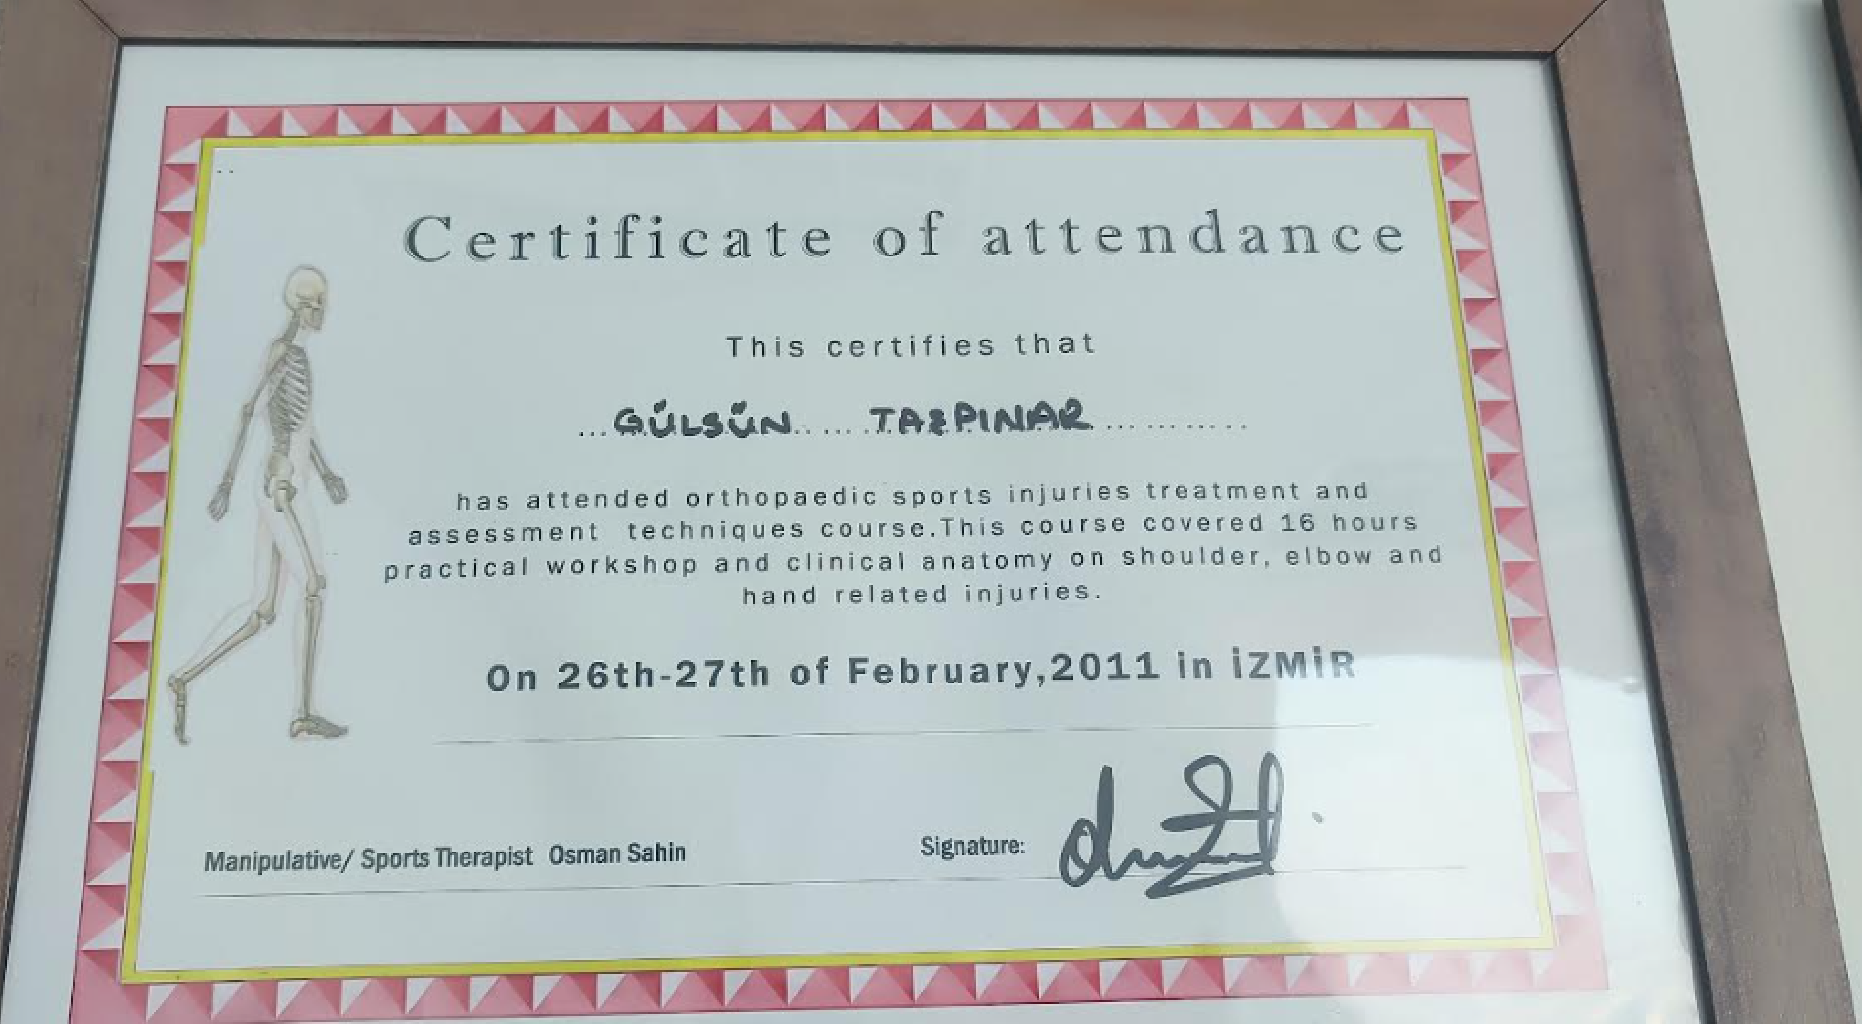 Certificate of attendance
This certifies that
GÜLSÜN TAŞPINAR
has attended orthopaedic sports injuries treatment and
assessment techniques course.This course covered 16 hours
practical workshop and clinical anatomy on shoulder, elbow and
hand related injuries.
On 26th-27th of February,2011 in İZMİR
Manipulative/ Sports Therapist Osman Sahin
Signature: